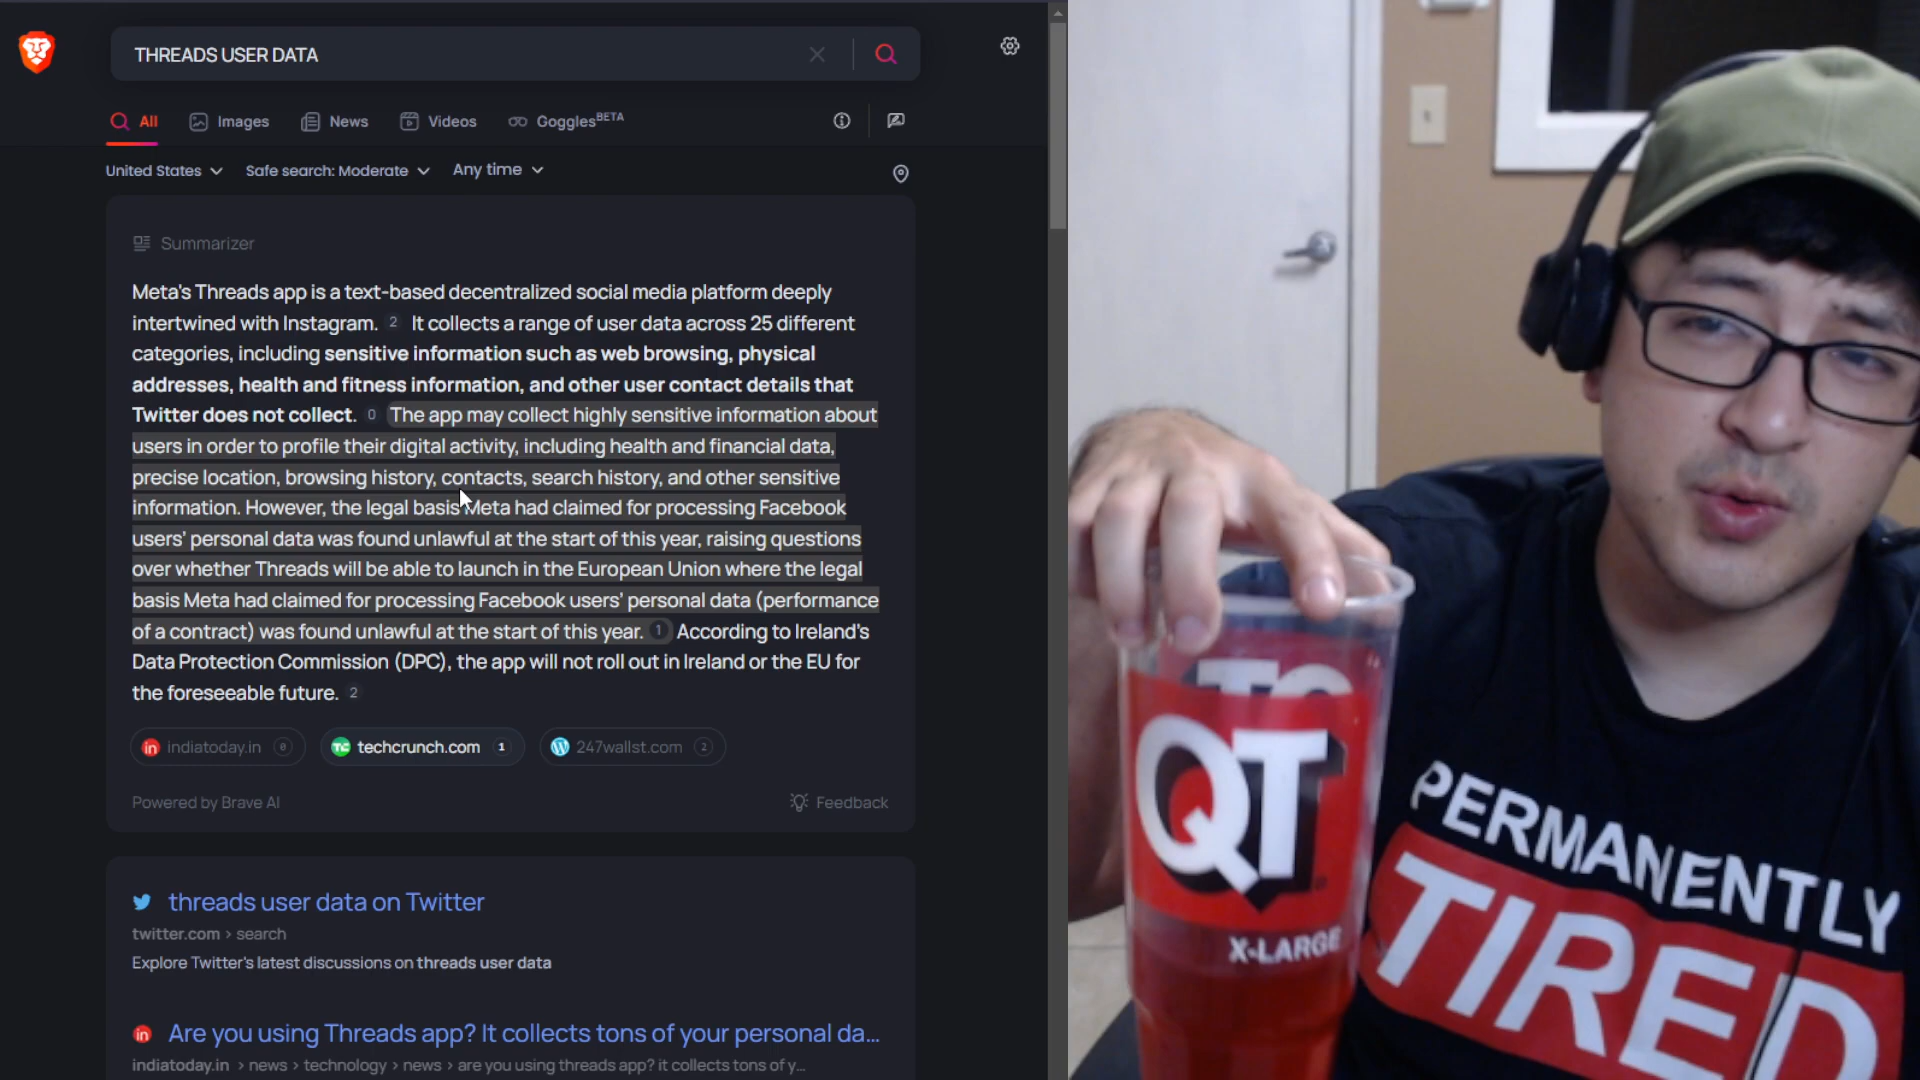 THREADS USER DATA
All
Images
News
Videos
GogglesBETA
United States
Safe search: Moderate
Any time
Summarizer
Meta's Threads app is a text-based decentralized social media platform deeply
intertwined with Instagram. 2 It collects a range of user data across 25 different
categories, including sensitive information such as web browsing, physical
addresses, health and fitness information, and other user contact details that
Twitter does not collect. 0 The app may collect highly sensitive information about
users in order to profile their digital activity, including health and financial data,
precise location, browsing history, contacts, search history, and other sensitive
information. However, the legal basis Meta had claimed for processing Facebook
users' personal data was found unlawful at the start of this year, raising questions
over whether Threads will be able to launch in the European Union where the legal
basis Meta had claimed for processing Facebook users' personal data (performance
of a contract) was found unlawful at the start of this year. 1 According to Ireland's
Data Protection Commission (DPC), the app will not roll out in Ireland or the EU for
the foreseeable future. 2
in indiatoday.in 0
TC techcrunch.com 1
W 247wallst.com 2
Powered by Brave AI
Feedback
threads user data on Twitter
twitter.com › search
Explore Twitter's latest discussions on threads user data
in Are you using Threads app? It collects tons of your personal da...
indiatoday.in › news › technology › news › are you using threads app? it collects tons of y...
QT
X-LARGE
PERMANENTLY
TIRED